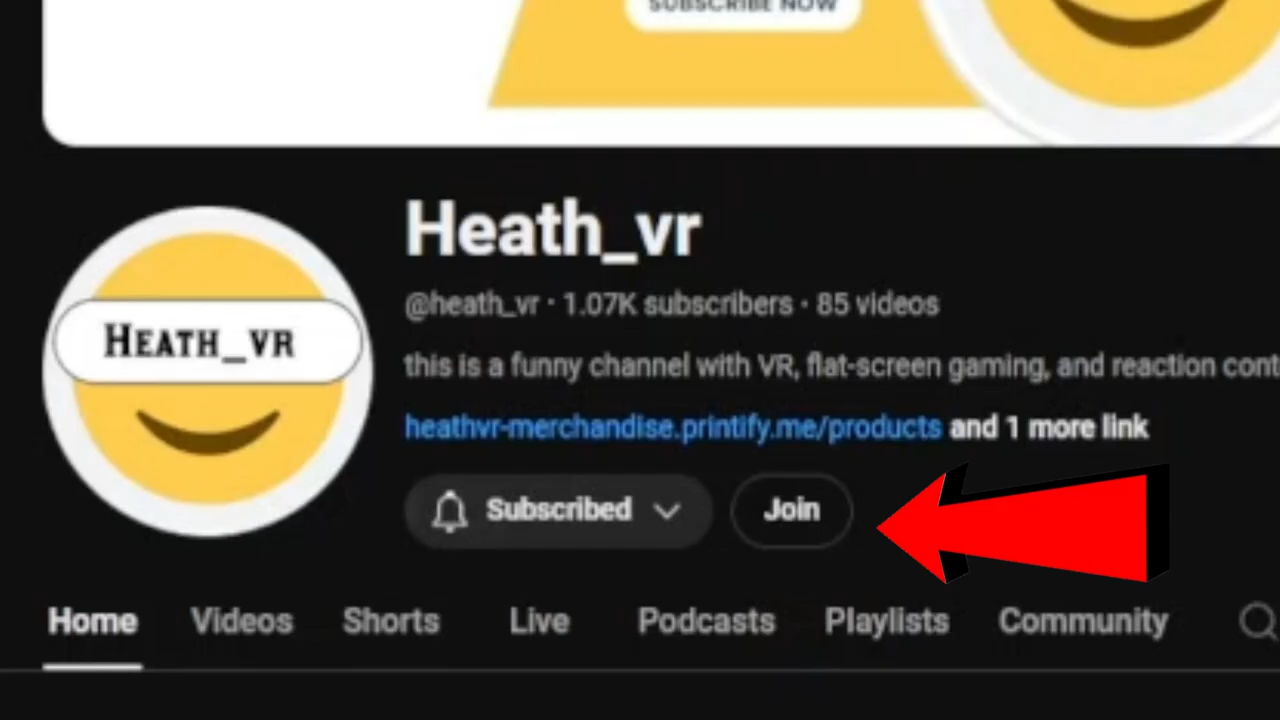 SUBSCRIBE NOW
Heath_vr
HEATH_VR
@heath_vr · 1.07K subscribers · 85 videos
this is a funny channel with VR, flat-screen gaming, and reaction cont
heathvr-merchandise.printify.me/products and 1 more link
Subscribed Join
Home Videos Shorts Live Podcasts Playlists Community